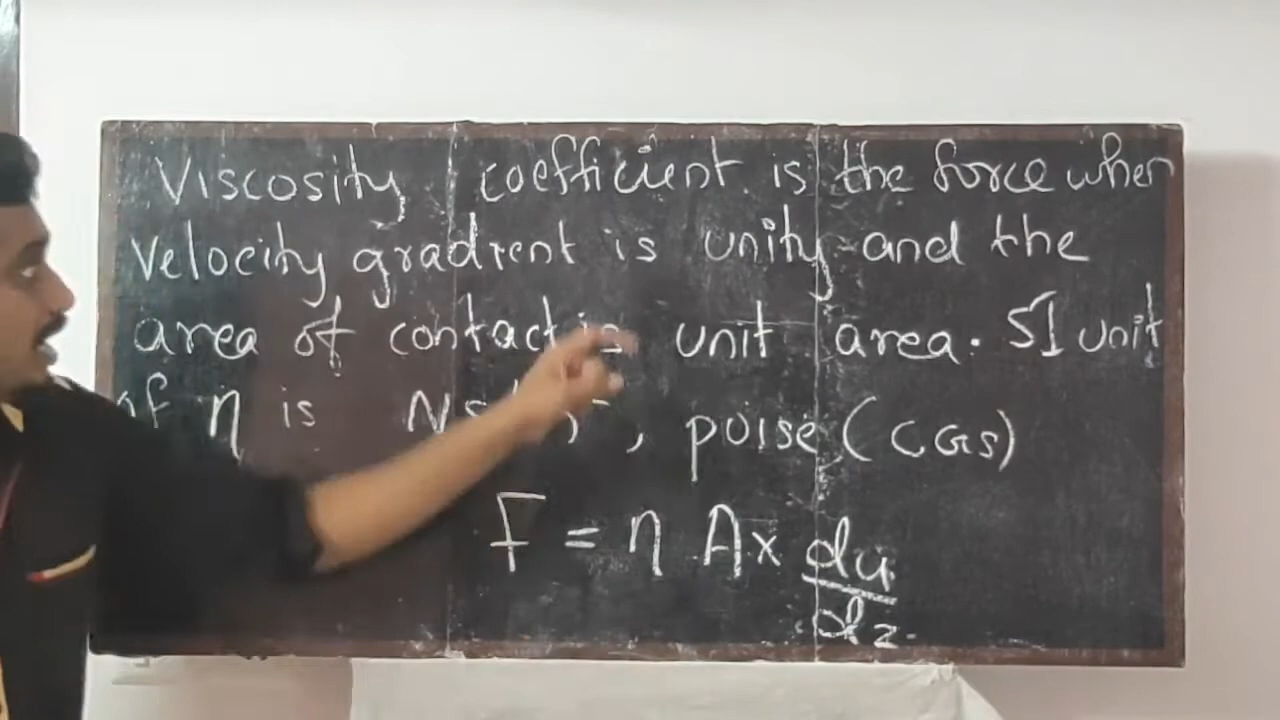 Viscosity coefficient is the force when
velocity gradient is unity and the
area of contact is unit area. SI unit
of η is , poise (CGS)
F = η A x du/dz